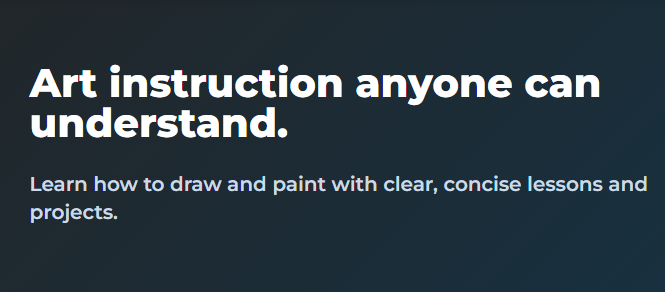 Art instruction anyone can
understand.
Learn how to draw and paint with clear, concise lessons and
projects.